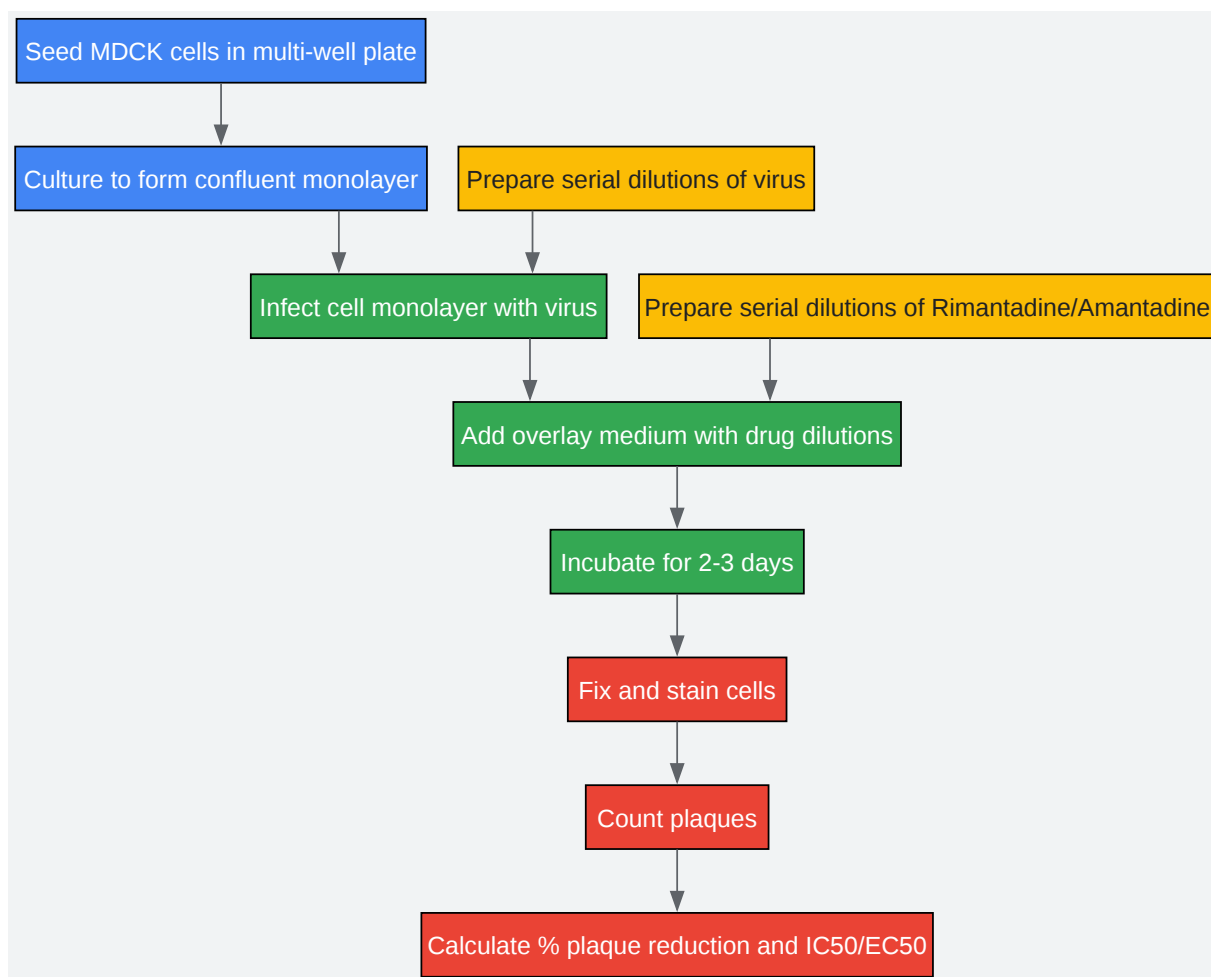 Seed MDCK cells in multi-well plate
Culture to form confluent monolayer
Prepare serial dilutions of virus
Infect cell monolayer with virus
Prepare serial dilutions of Rimantadine/Amantadine
Add overlay medium with drug dilutions
Incubate for 2-3 days
Fix and stain cells
Count plaques
Calculate % plaque reduction and IC50/EC50